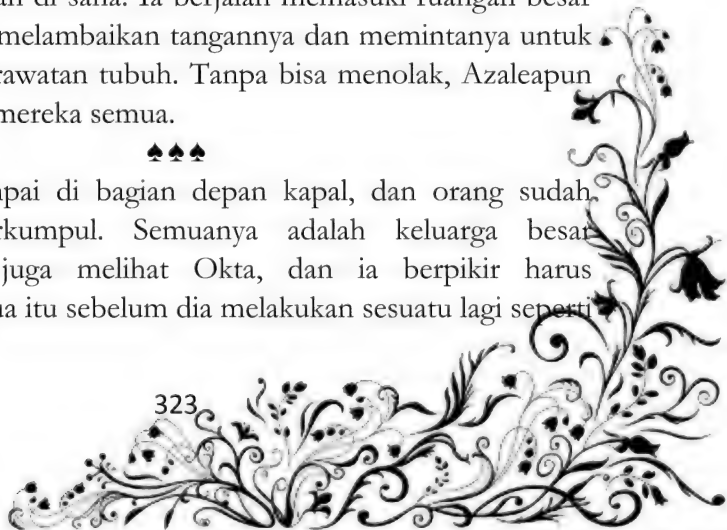 di sana. Ia berjalan memasuki ruangan besar
melambaikan tangannya dan memintanya untuk
rawatan tubuh. Tanpa bisa menolak, Azaleapun
mereka semua.
♠♠♠
pai di bagian depan kapal, dan orang sudah
rkumpul. Semuanya adalah keluarga besar
juga melihat Okta, dan ia berpikir harus
ua itu sebelum dia melakukan sesuatu lagi seperti
323